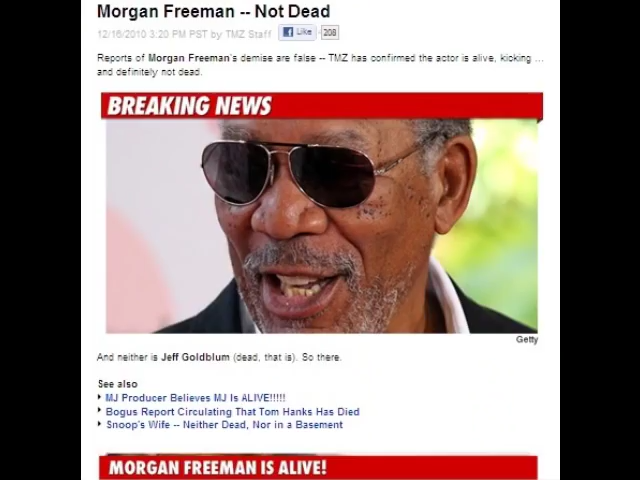 Morgan Freeman -- Not Dead
12/16/2010 3:20 PM PST by TMZ Staff Like 208
Reports of Morgan Freeman's demise are false -- TMZ has confirmed the actor is alive, kicking ...
and definitely not dead.
BREAKING NEWS
Getty
And neither is Jeff Goldblum (dead, that is). So there.
See also
MJ Producer Believes MJ Is ALIVE!!!!!
Bogus Report Circulating That Tom Hanks Has Died
Snoop's Wife -- Neither Dead, Nor in a Basement
MORGAN FREEMAN IS ALIVE!